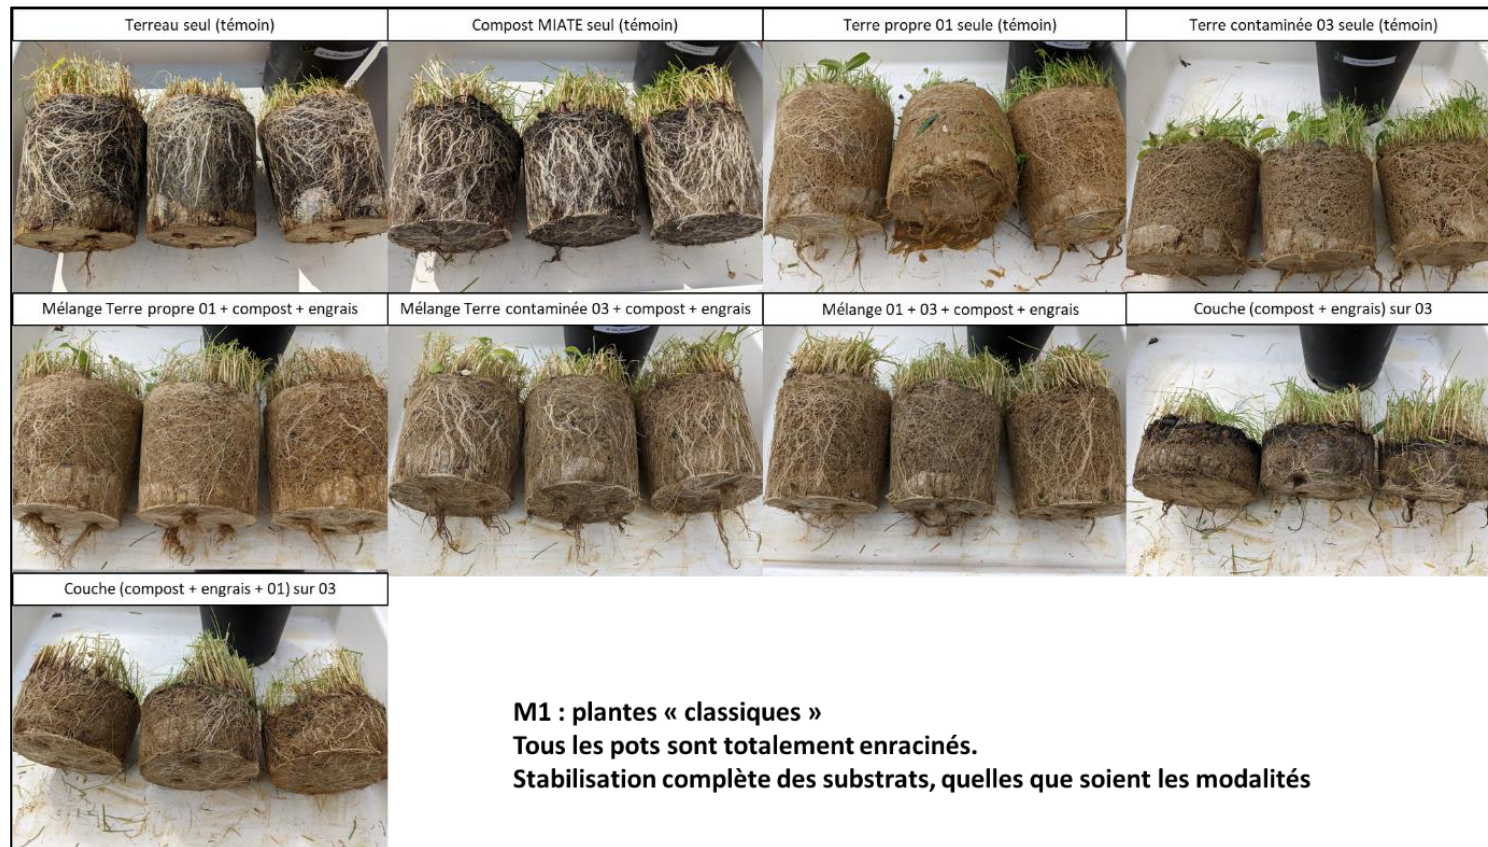 Terreau seul (témoin)
Compost MIATE seul (témoin)
Terre propre 01 seule (témoin)
Terre contaminée 03 seule (témoin)
Mélange Terre propre 01 + compost + engrais
Mélange Terre contaminée 03 + compost + engrais
Mélange 01 + 03 + compost + engrais
Couche (compost + engrais) sur 03
Couche (compost + engrais + 01) sur 03
M1 : plantes « classiques »
Tous les pots sont totalement enracinés.
Stabilisation complète des substrats, quelles que soient les modalités